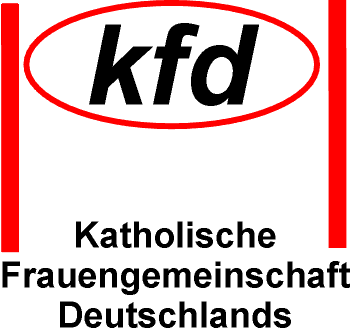 kfd
Katholische
Frauengemeinschaft
Deutschlands